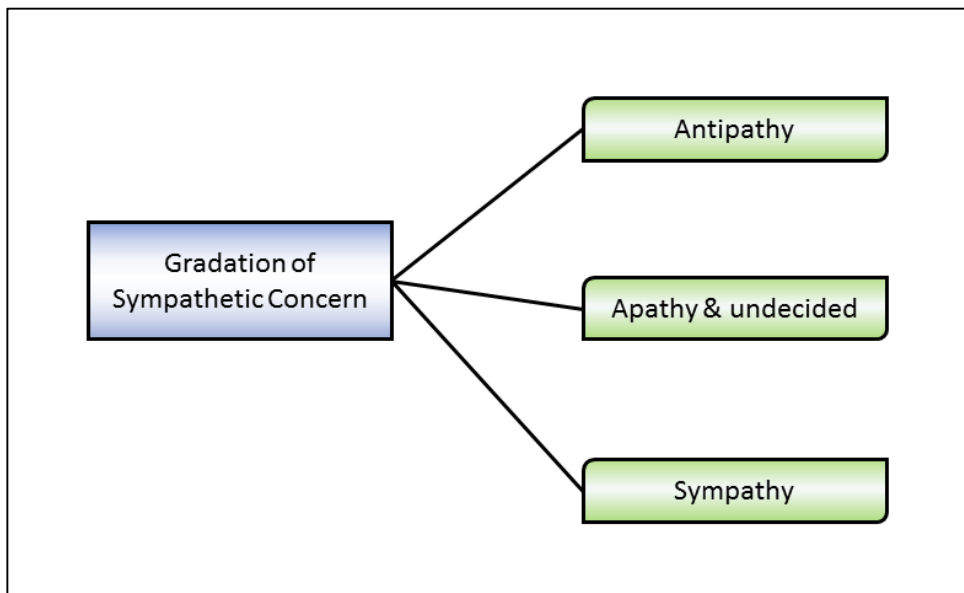 Gradation of
Sympathetic Concern
Antipathy
Apathy & undecided
Sympathy